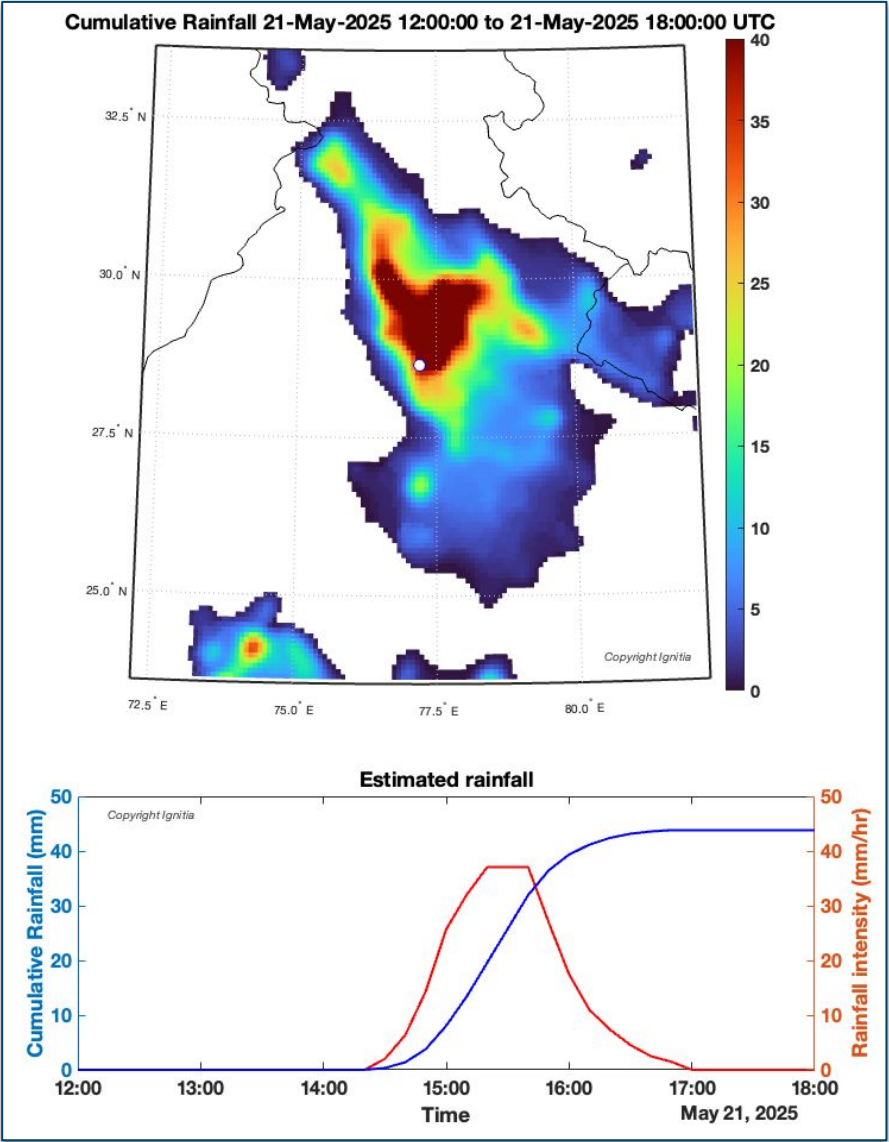 Cumulative Rainfall 21-May-2025 12:00:00 to 21-May-2025 18:00:00 UTC
40
35
30
25
20
15
10
5
0
32.5° N
30.0° N
27.5° N
25.0° N
72.5° E
75.0° E
77.5° E
80.0° E
Copyright Ignitia
Estimated rainfall
Copyright Ignitia
Cumulative Rainfall (mm)
50
40
30
20
10
0
50
40
30
20
10
0
Rainfall intensity (mm/hr)
12:00 13:00 14:00 15:00 16:00 17:00 18:00
Time
May 21, 2025